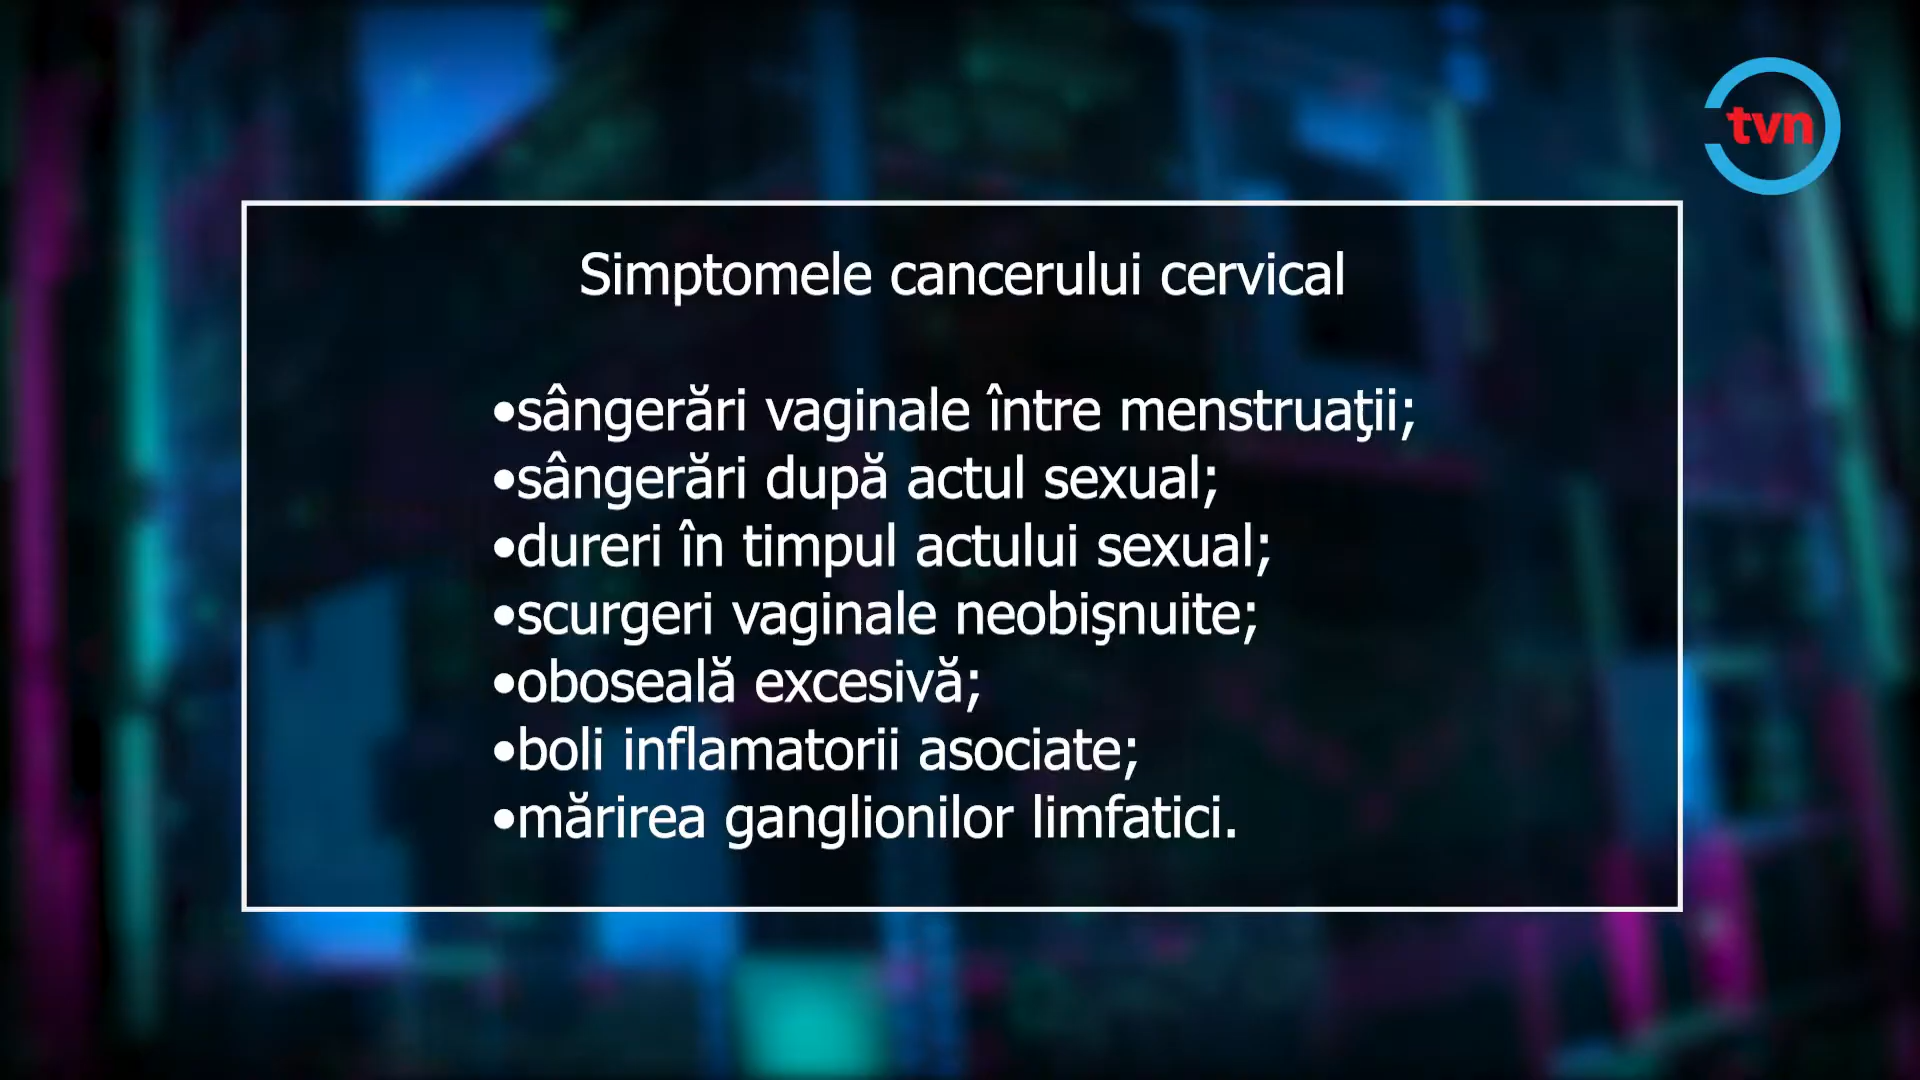 tvn
Simptomele cancerului cervical
•sângerări vaginale între menstruaţii;
•sângerări după actul sexual;
•dureri în timpul actului sexual;
•scurgeri vaginale neobişnuite;
•oboseală excesivă;
•boli inflamatorii asociate;
•mărirea ganglionilor limfatici.